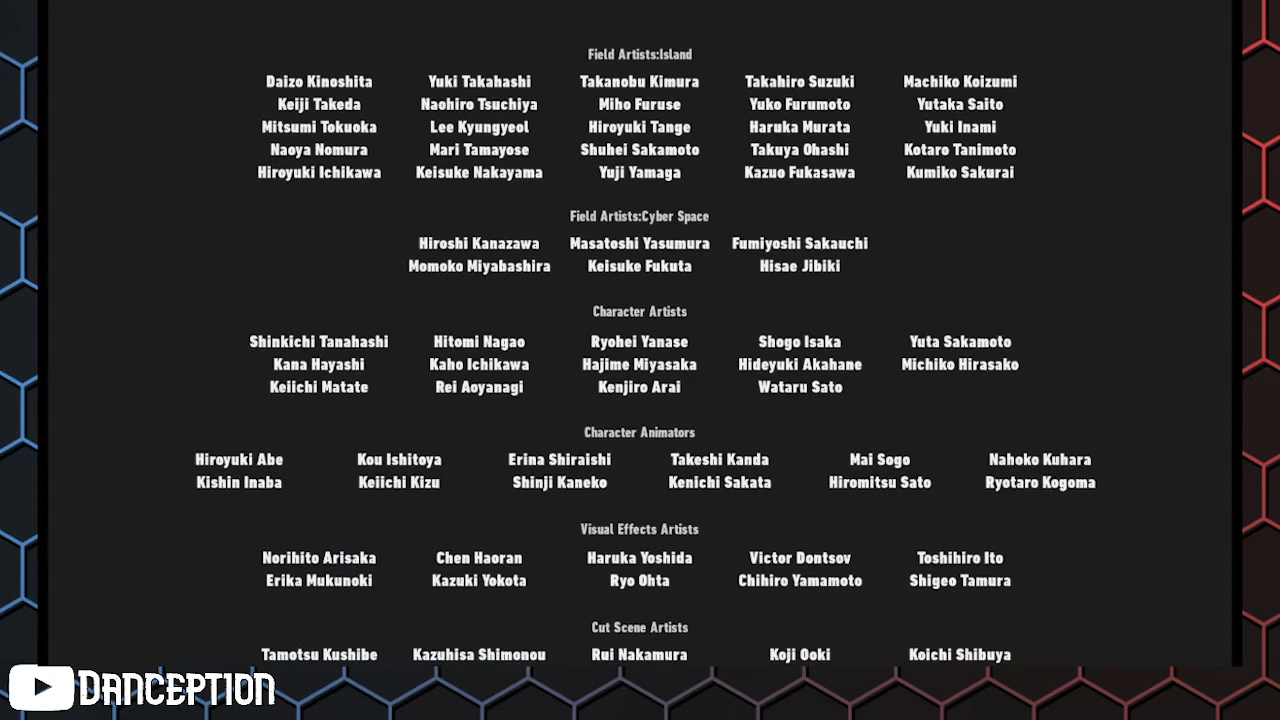 Field Artists:Island
Daizo Kinoshita Yuki Takahashi Takanobu Kimura Takahiro Suzuki Machiko Koizumi
Keiji Takeda Naohiro Tsuchiya Miho Furuse Yuko Furumoto Yutaka Saito
Mitsumi Tokuoka Lee Kyungyeol Hiroyuki Tange Haruka Murata Yuki Inami
Naoya Nomura Mari Tamayose Shuhei Sakamoto Takuya Ohashi Kotaro Tanimoto
Hiroyuki Ichikawa Keisuke Nakayama Yuji Yamaga Kazuo Fukasawa Kumiko Sakurai
Field Artists:Cyber Space
Hiroshi Kanazawa Masatoshi Yasumura Fumiyoshi Sakauchi
Momoko Miyabashira Keisuke Fukuta Hisae Jibiki
Character Artists
Shinkichi Tanahashi Hitomi Nagao Ryohei Yanase Shogo Isaka Yuta Sakamoto
Kana Hayashi Kaho Ichikawa Hajime Miyasaka Hideyuki Akahane Michiko Hirasako
Keiichi Matate Rei Aoyanagi Kenjiro Arai Wataru Sato
Character Animators
Hiroyuki Abe Kou Ishitoya Erina Shiraishi Takeshi Kanda Mai Sogo Nahoko Kuhara
Kishin Inaba Keiichi Kizu Shinji Kaneko Kenichi Sakata Hiromitsu Sato Ryotaro Kogoma
Visual Effects Artists
Norihito Arisaka Chen Haoran Haruka Yoshida Victor Dontsov Toshihiro Ito
Erika Mukunoki Kazuki Yokota Ryo Ohta Chihiro Yamamoto Shigeo Tamura
Cut Scene Artists
Tamotsu Kushibe Kazuhisa Shimonou Rui Nakamura Koji Ooki Koichi Shibuya
Danception